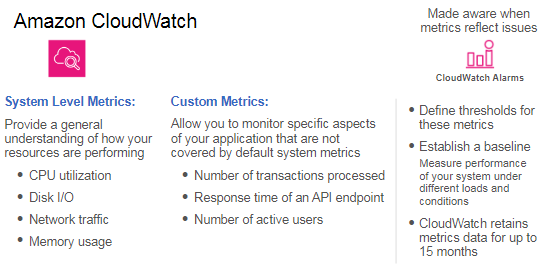 Amazon CloudWatch
System Level Metrics:
Provide a general
understanding of how your
resources are performing
• CPU utilization
• Disk I/O
• Network traffic
• Memory usage
Custom Metrics:
Allow you to monitor specific aspects
of your application that are not
covered by default system metrics
• Number of transactions processed
• Response time of an API endpoint
• Number of active users
Made aware when
metrics reflect issues
CloudWatch Alarms
• Define thresholds for
these metrics
• Establish a baseline
Measure performance
of your system under
different loads and
conditions
• CloudWatch retains
metrics data for up to
15 months